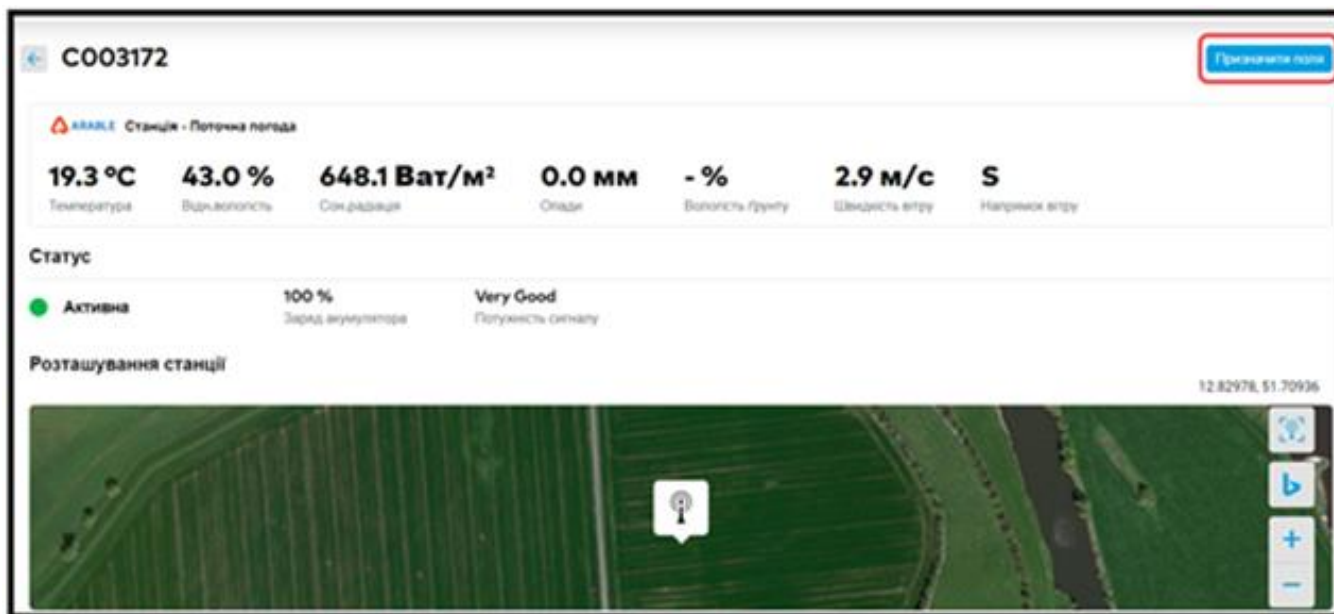 C003172
Призначити поля
ARABLE Станція - Поточна погода
19.3 °C 43.0 % 648.1 Ват/м² 0.0 мм - % 2.9 м/с S
Температура Відн.вологість Сон.радіація Опади Вологість ґрунту Швидкість вітру Напрямок вітру
Статус
Активна 100 % Very Good
Заряд акумулятора Потужність сигналу
Розташування станції
12.82978, 51.70936